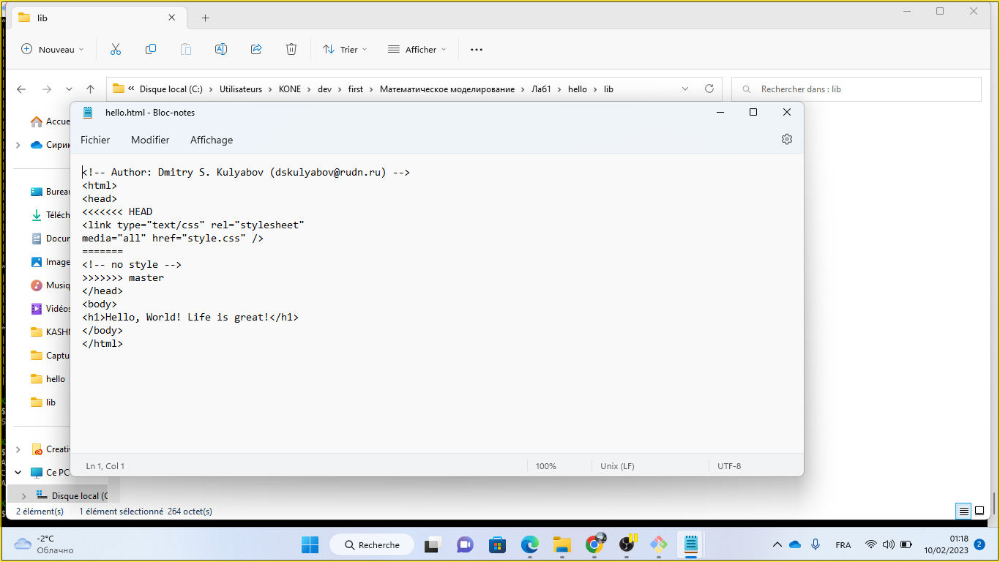 lib
Nouveau
Trier
Afficher
« Disque local (C:) > Utilisateurs > KONE > dev > first > Математическое моделирование > Ла61 > hello > lib
Rechercher dans : lib
hello.html - Bloc-notes
Fichier Modifier Affichage
<!-- Author: Dmitry S. Kulyabov (dskulyabov@rudn.ru) -->
<html>
<head>
<<<<<<< HEAD
<link type="text/css" rel="stylesheet"
media="all" href="style.css" />
=======
<!-- no style -->
>>>>>>> master
</head>
<body>
<h1>Hello, World! Life is great!</h1>
</body>
</html>
Ln 1, Col 1
100%
Unix (LF)
UTF-8
Accue
Сирик
Bureau
Téléch
Docur
Image
Musiq
Vidéos
KASHI
Captu
hello
lib
Creativ
Ce PC
Disque local (C
2 élément(s)
1 élément sélectionné 264 octet(s)
-2°C
Облачно
Recherche
FRA
01:18
10/02/2023
2